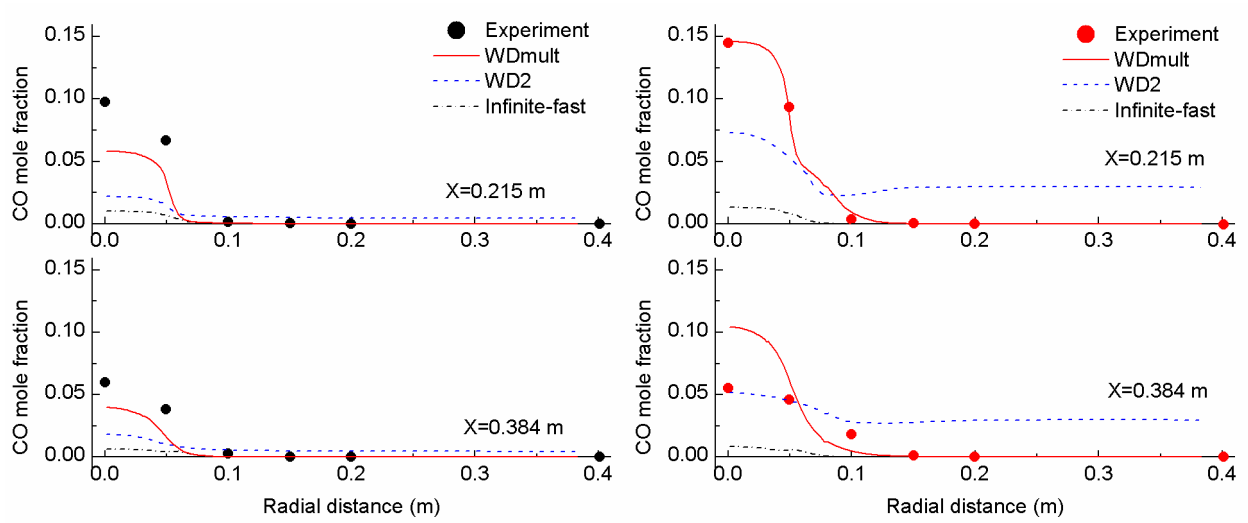 0.15
0.10
0.05
0.00
CO mole fraction
Experiment
WDmult
WD2
Infinite-fast
X=0.215 m
0.0 0.1 0.2 0.3 0.4
0.15
0.10
0.05
0.00
CO mole fraction
X=0.384 m
0.0 0.1 0.2 0.3 0.4
Radial distance (m)
0.15
0.10
0.05
0.00
CO mole fraction
Experiment
WDmult
WD2
Infinite-fast
X=0.215 m
0.0 0.1 0.2 0.3 0.4
0.15
0.10
0.05
0.00
CO mole fraction
X=0.384 m
0.0 0.1 0.2 0.3 0.4
Radial distance (m)